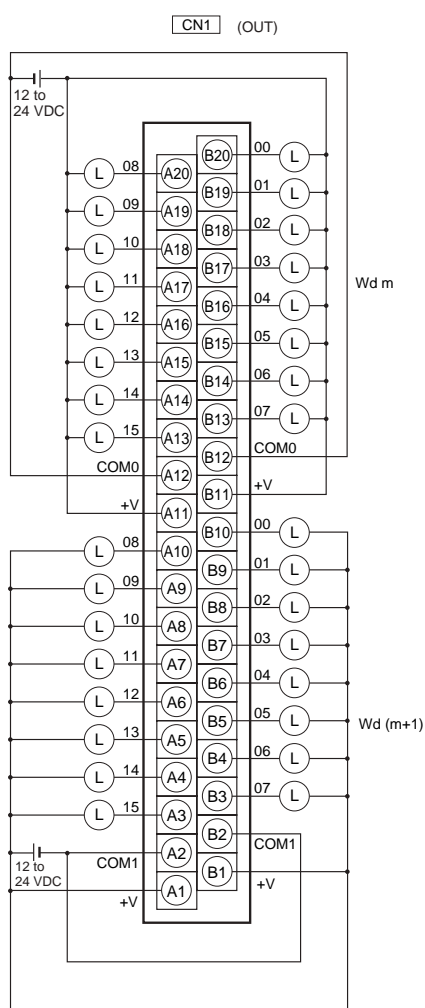 CN1 (OUT)
12 to
24 VDC
B20 00 L
L 08 A20
B19 01 L
L 09 A19
B18 02 L
L 10 A18
B17 03 L
Wd m
L 11 A17
B16 04 L
L 12 A16
B15 05 L
L 13 A15
B14 06 L
L 14 A14
B13 07 L
L 15 A13
B12 COM0
COM0 A12
B11 +V
+V A11
B10 00 L
L 08 A10
B9 01 L
L 09 A9
B8 02 L
L 10 A8
B7 03 L
L 11 A7
B6 04 L
L 12 A6
B5 05 L
Wd (m+1)
L 13 A5
B4 06 L
L 14 A4
B3 07 L
L 15 A3
B2 COM1
12 to
24 VDC
COM1 A2
B1 +V
+V A1